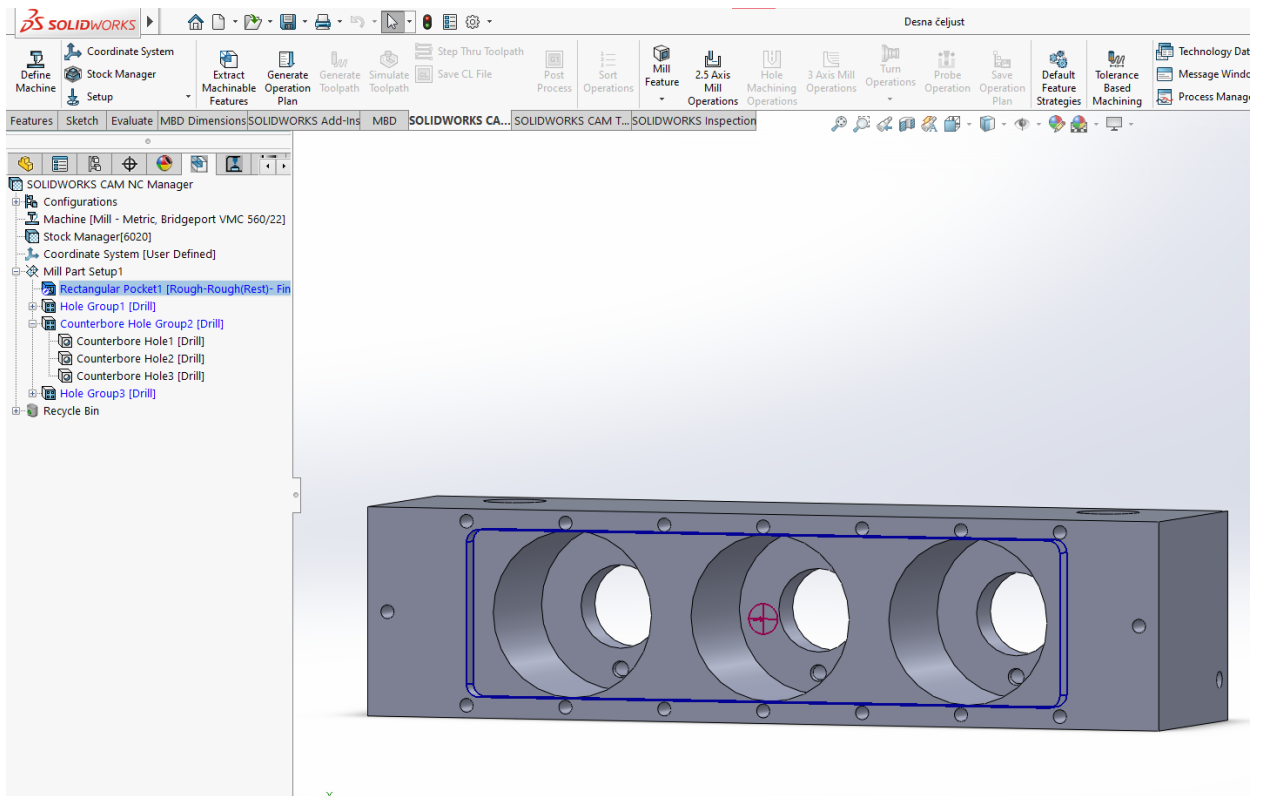 SOLIDWORKS
Desna čeljust
Define Machine
Coordinate System
Stock Manager
Setup
Extract Machinable Features
Generate Operation Plan
Generate Toolpath
Simulate Toolpath
Step Thru Toolpath
Save CL File
Post Process
Sort Operations
Mill Feature
2.5 Axis Mill Operations
Hole Machining Operations
3 Axis Mill Operations
Turn Operations
Probe Operation
Save Operation Plan
Default Feature Strategies
Tolerance Based Machining
Technology Dat
Message Windo
Process Manage
Features
Sketch
Evaluate
MBD Dimensions
SOLIDWORKS Add-Ins
MBD
SOLIDWORKS CA...
SOLIDWORKS CAM T...
SOLIDWORKS Inspection
SOLIDWORKS CAM NC Manager
Configurations
Machine [Mill - Metric, Bridgeport VMC 560/22]
Stock Manager[6020]
Coordinate System [User Defined]
Mill Part Setup1
Rectangular Pocket1 [Rough-Rough(Rest)- Fin
Hole Group1 [Drill]
Counterbore Hole Group2 [Drill]
Counterbore Hole1 [Drill]
Counterbore Hole2 [Drill]
Counterbore Hole3 [Drill]
Hole Group3 [Drill]
Recycle Bin
Y